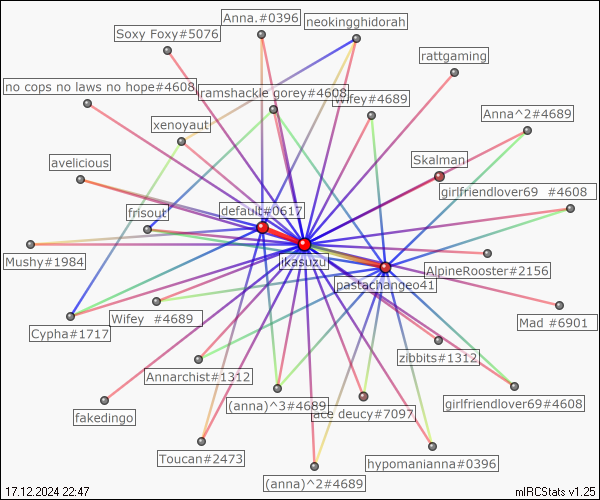 Anna.#0396
neokingghidorah
Soxy Foxy#5076
rattgaming
no cops no laws no hope#4608
ramshackle gorey#4608
Wifey#4689
Anna^2#4689
xenoyaut
avelicious
Skalman
girlfriendlover69 #4608
frisout
default#0617
Mushy#1984
jkasuzu
AlpineRooster#2156
pastachangeo41
Wifey #4689
Mad #6901
Cypha#1717
zibbits#1312
Annarchist#1312
fakedingo
(anna)^3#4689
ace deucy#7097
girlfriendlover69#4608
Toucan#2473
hypomanianna#0396
(anna)^2#4689
17.12.2024 22:47
mIRCStats v1.25